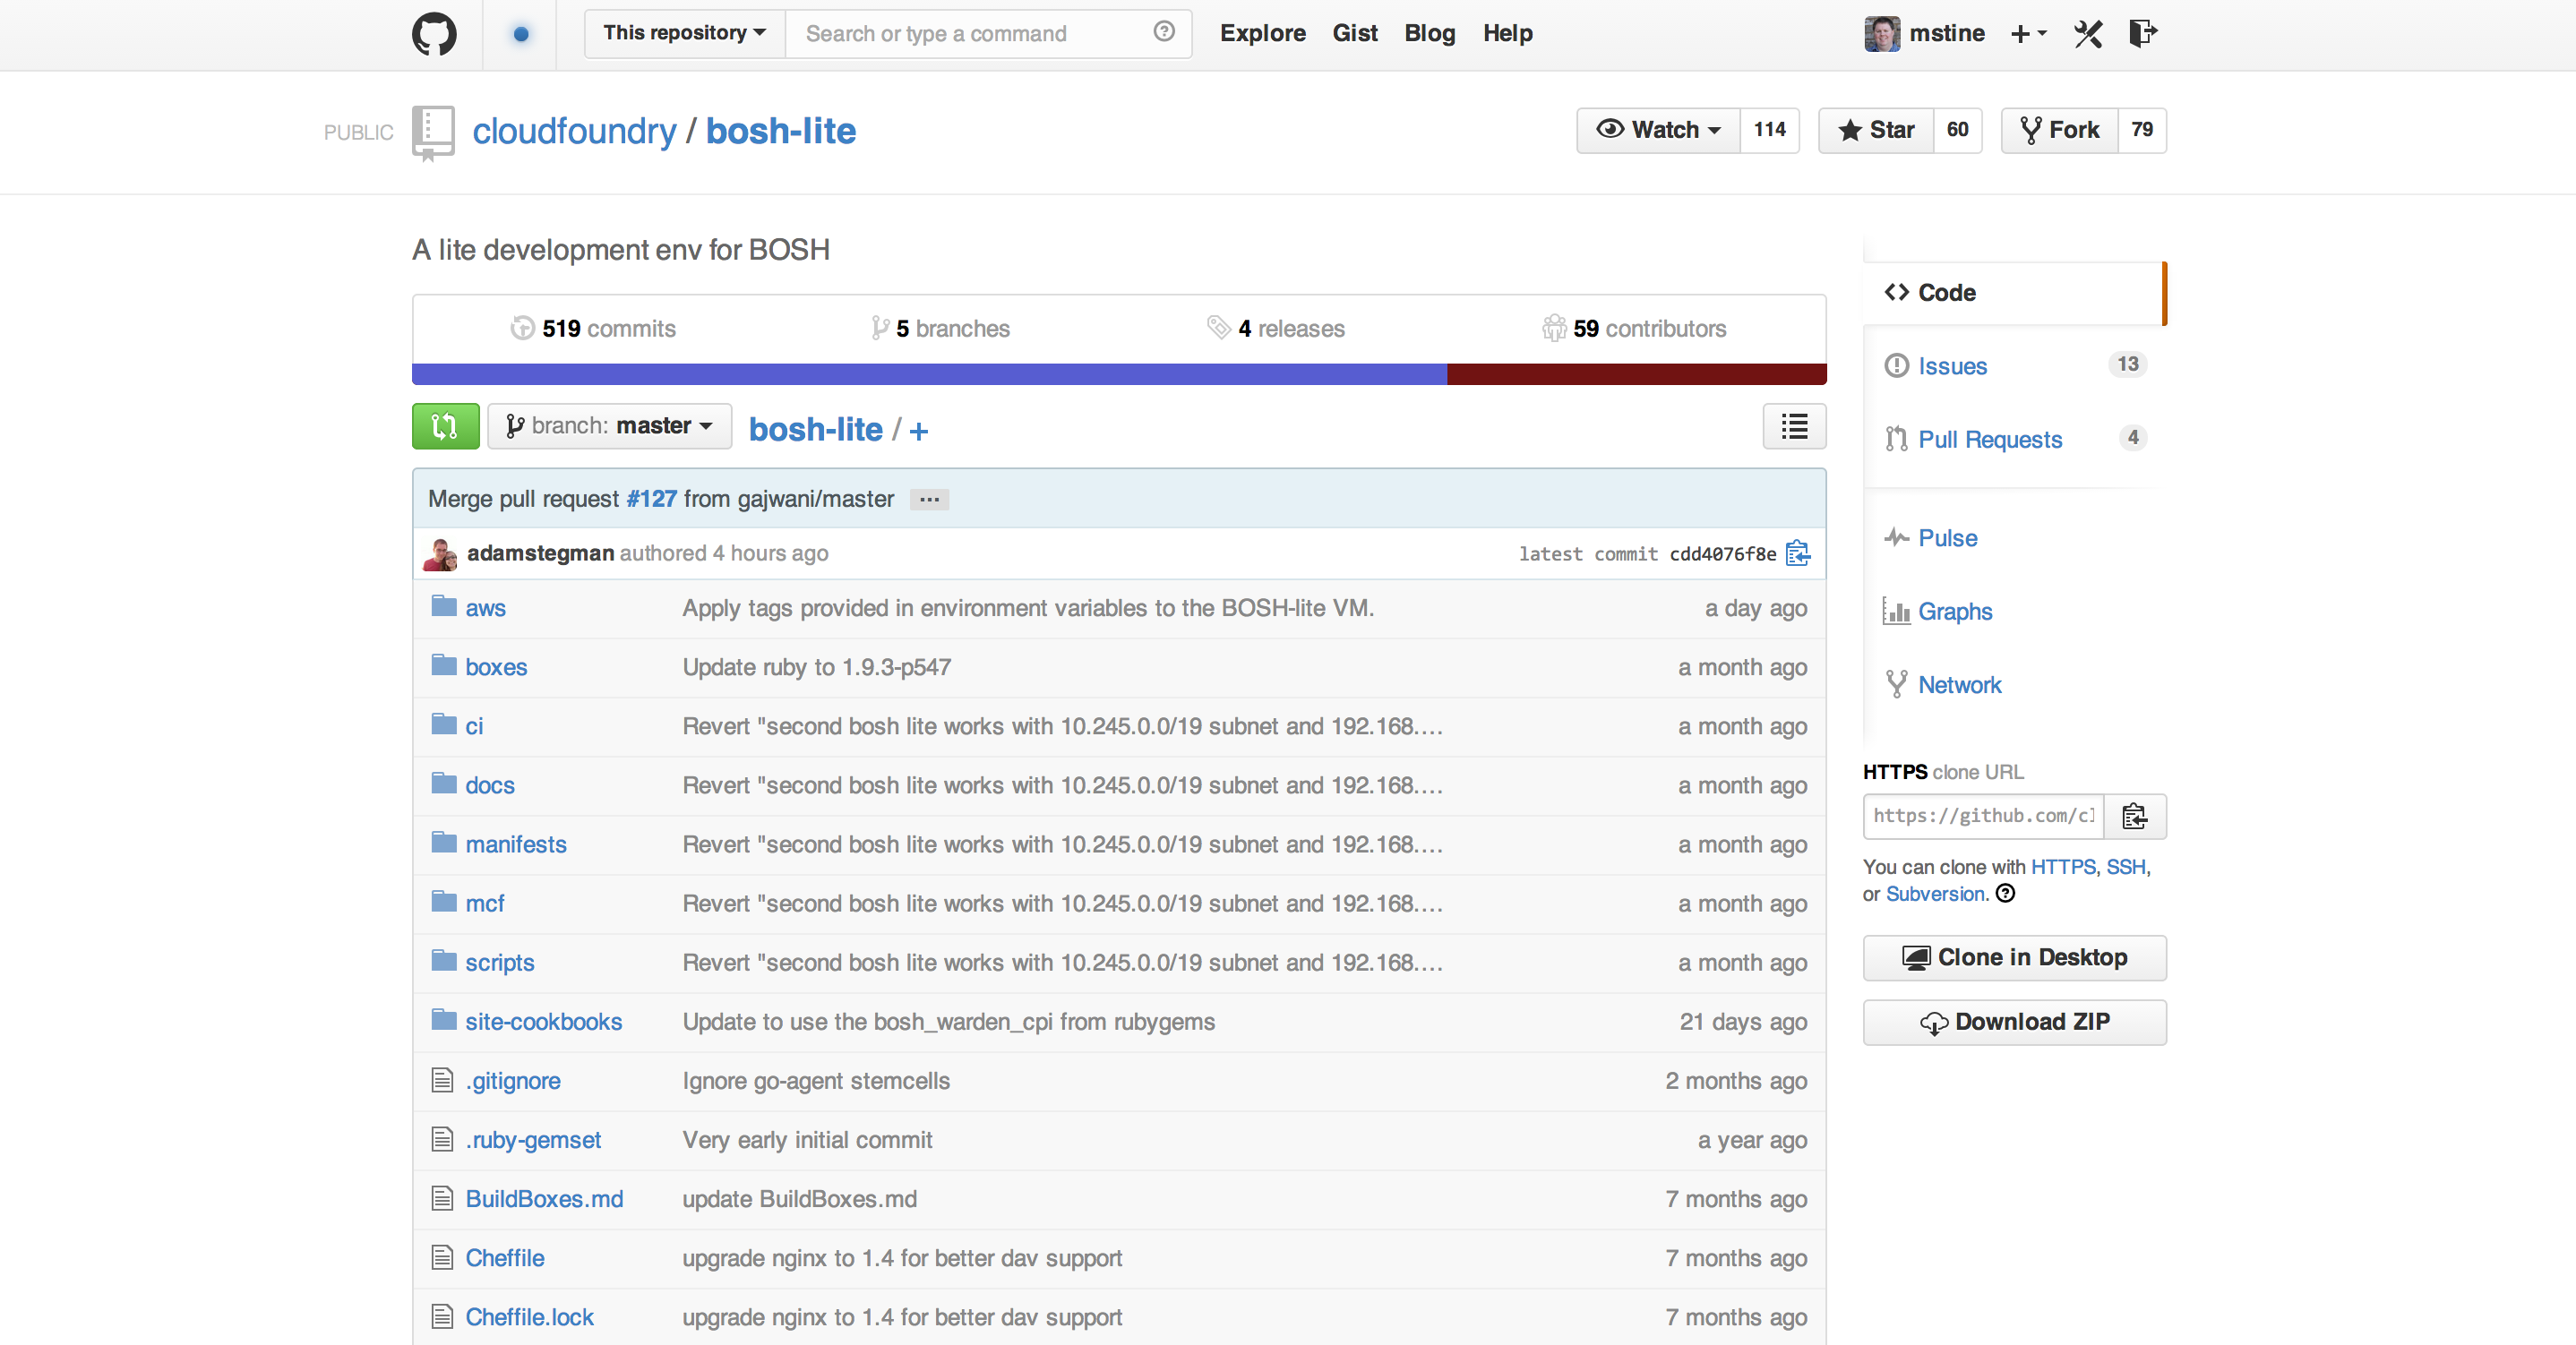 This repository Search or type a command Explore Gist Blog Help mstine
PUBLIC cloudfoundry / bosh-lite Watch 114 Star 60 Fork 79
A lite development env for BOSH
519 commits 5 branches 4 releases 59 contributors
branch: master bosh-lite / +
Merge pull request #127 from gajwani/master ...
adamstegman authored 4 hours ago latest commit cdd4076f8e
aws Apply tags provided in environment variables to the BOSH-lite VM. a day ago
boxes Update ruby to 1.9.3-p547 a month ago
ci Revert "second bosh lite works with 10.245.0.0/19 subnet and 192.168.… a month ago
docs Revert "second bosh lite works with 10.245.0.0/19 subnet and 192.168.… a month ago
manifests Revert "second bosh lite works with 10.245.0.0/19 subnet and 192.168.… a month ago
mcf Revert "second bosh lite works with 10.245.0.0/19 subnet and 192.168.… a month ago
scripts Revert "second bosh lite works with 10.245.0.0/19 subnet and 192.168.… a month ago
site-cookbooks Update to use the bosh_warden_cpi from rubygems 21 days ago
.gitignore Ignore go-agent stemcells 2 months ago
.ruby-gemset Very early initial commit a year ago
BuildBoxes.md update BuildBoxes.md 7 months ago
Cheffile upgrade nginx to 1.4 for better dav support 7 months ago
Cheffile.lock upgrade nginx to 1.4 for better dav support 7 months ago
Code
Issues 13
Pull Requests 4
Pulse
Graphs
Network
HTTPS clone URL
https://github.com/cl
You can clone with HTTPS, SSH,
or Subversion.
Clone in Desktop
Download ZIP